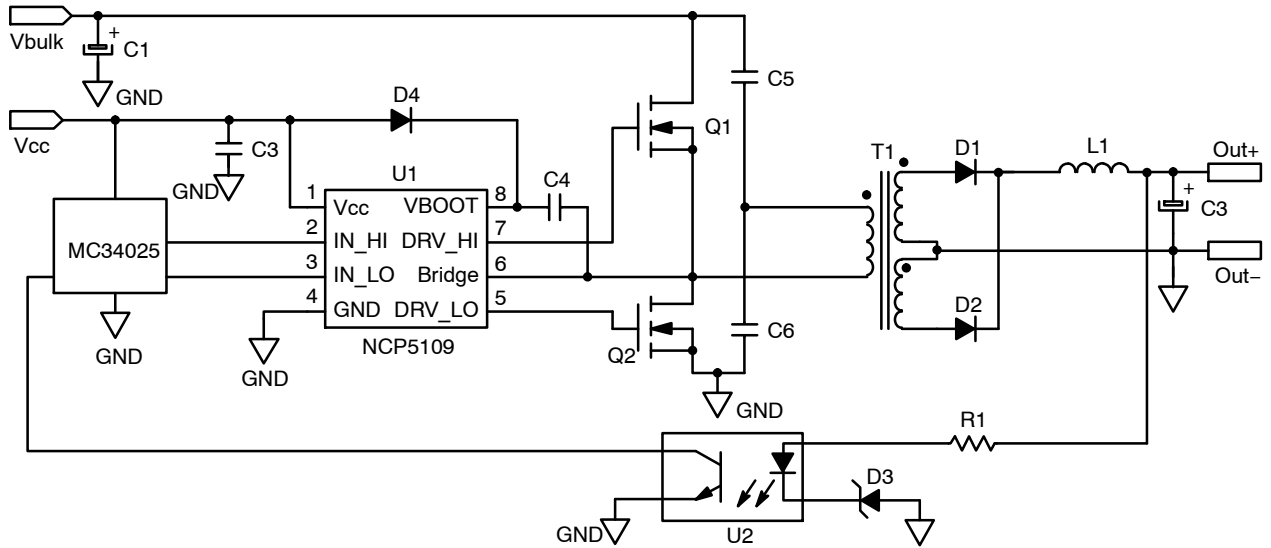 Vbulk
+
C1
GND
Vcc
C3
GND
D4
C5
Q1
U1
C4
1 Vcc VBOOT 8
2 IN_HI DRV_HI 7
3 IN_LO Bridge 6
4 GND DRV_LO 5
NCP5109
MC34025
GND
GND
Q2
C6
GND
T1
D1
L1
Out+
+
C3
Out−
D2
R1
D3
GND
U2